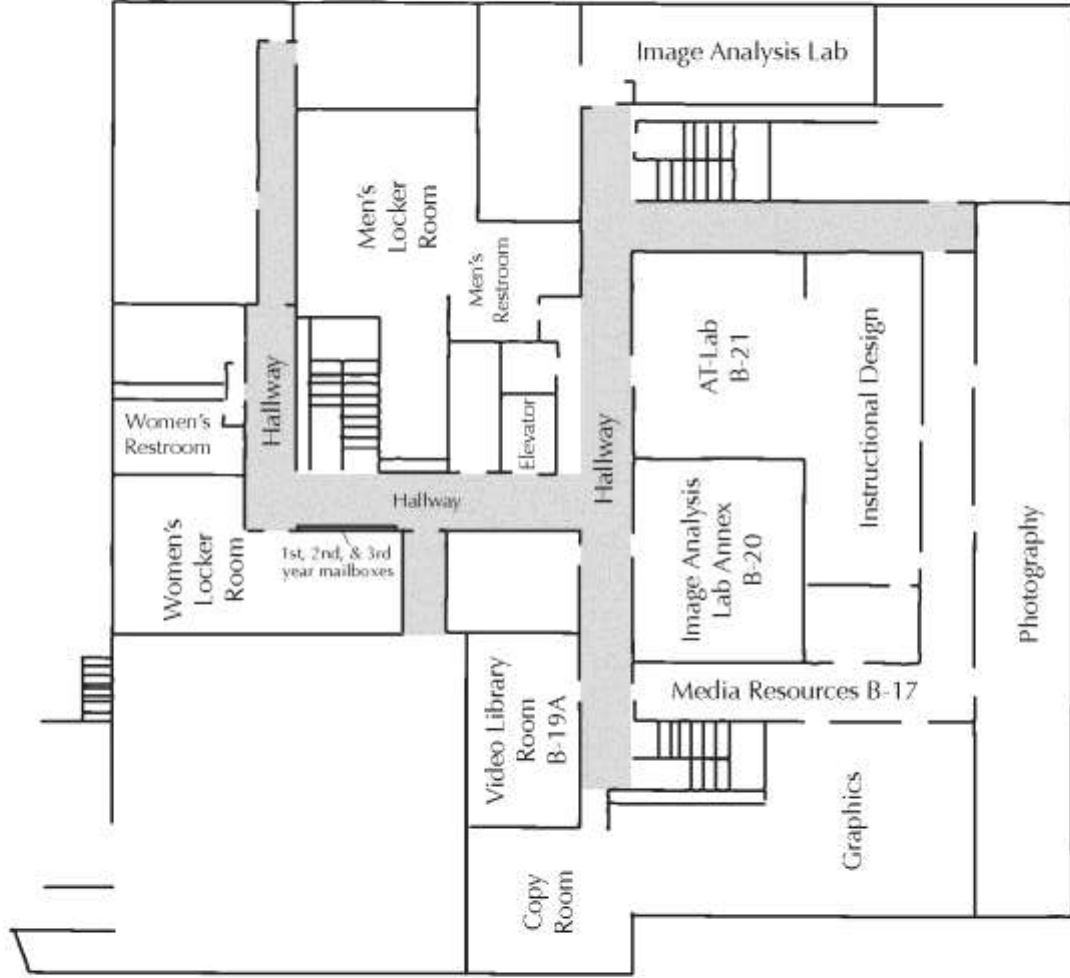 Image Analysis Lab
Men's
Locker
Room
Men's
Restroom
Hallway
Women's
Restroom
Elevator
Hallway
Hallway
AT-Lab
B-21
Instructional Design
Image Analysis
Lab Annex
B-20
Photography
Women's
Locker
Room
1st, 2nd, & 3rd
year mailboxes
Media Resources B-17
Video Library
Room
B-19A
Graphics
Copy
Room